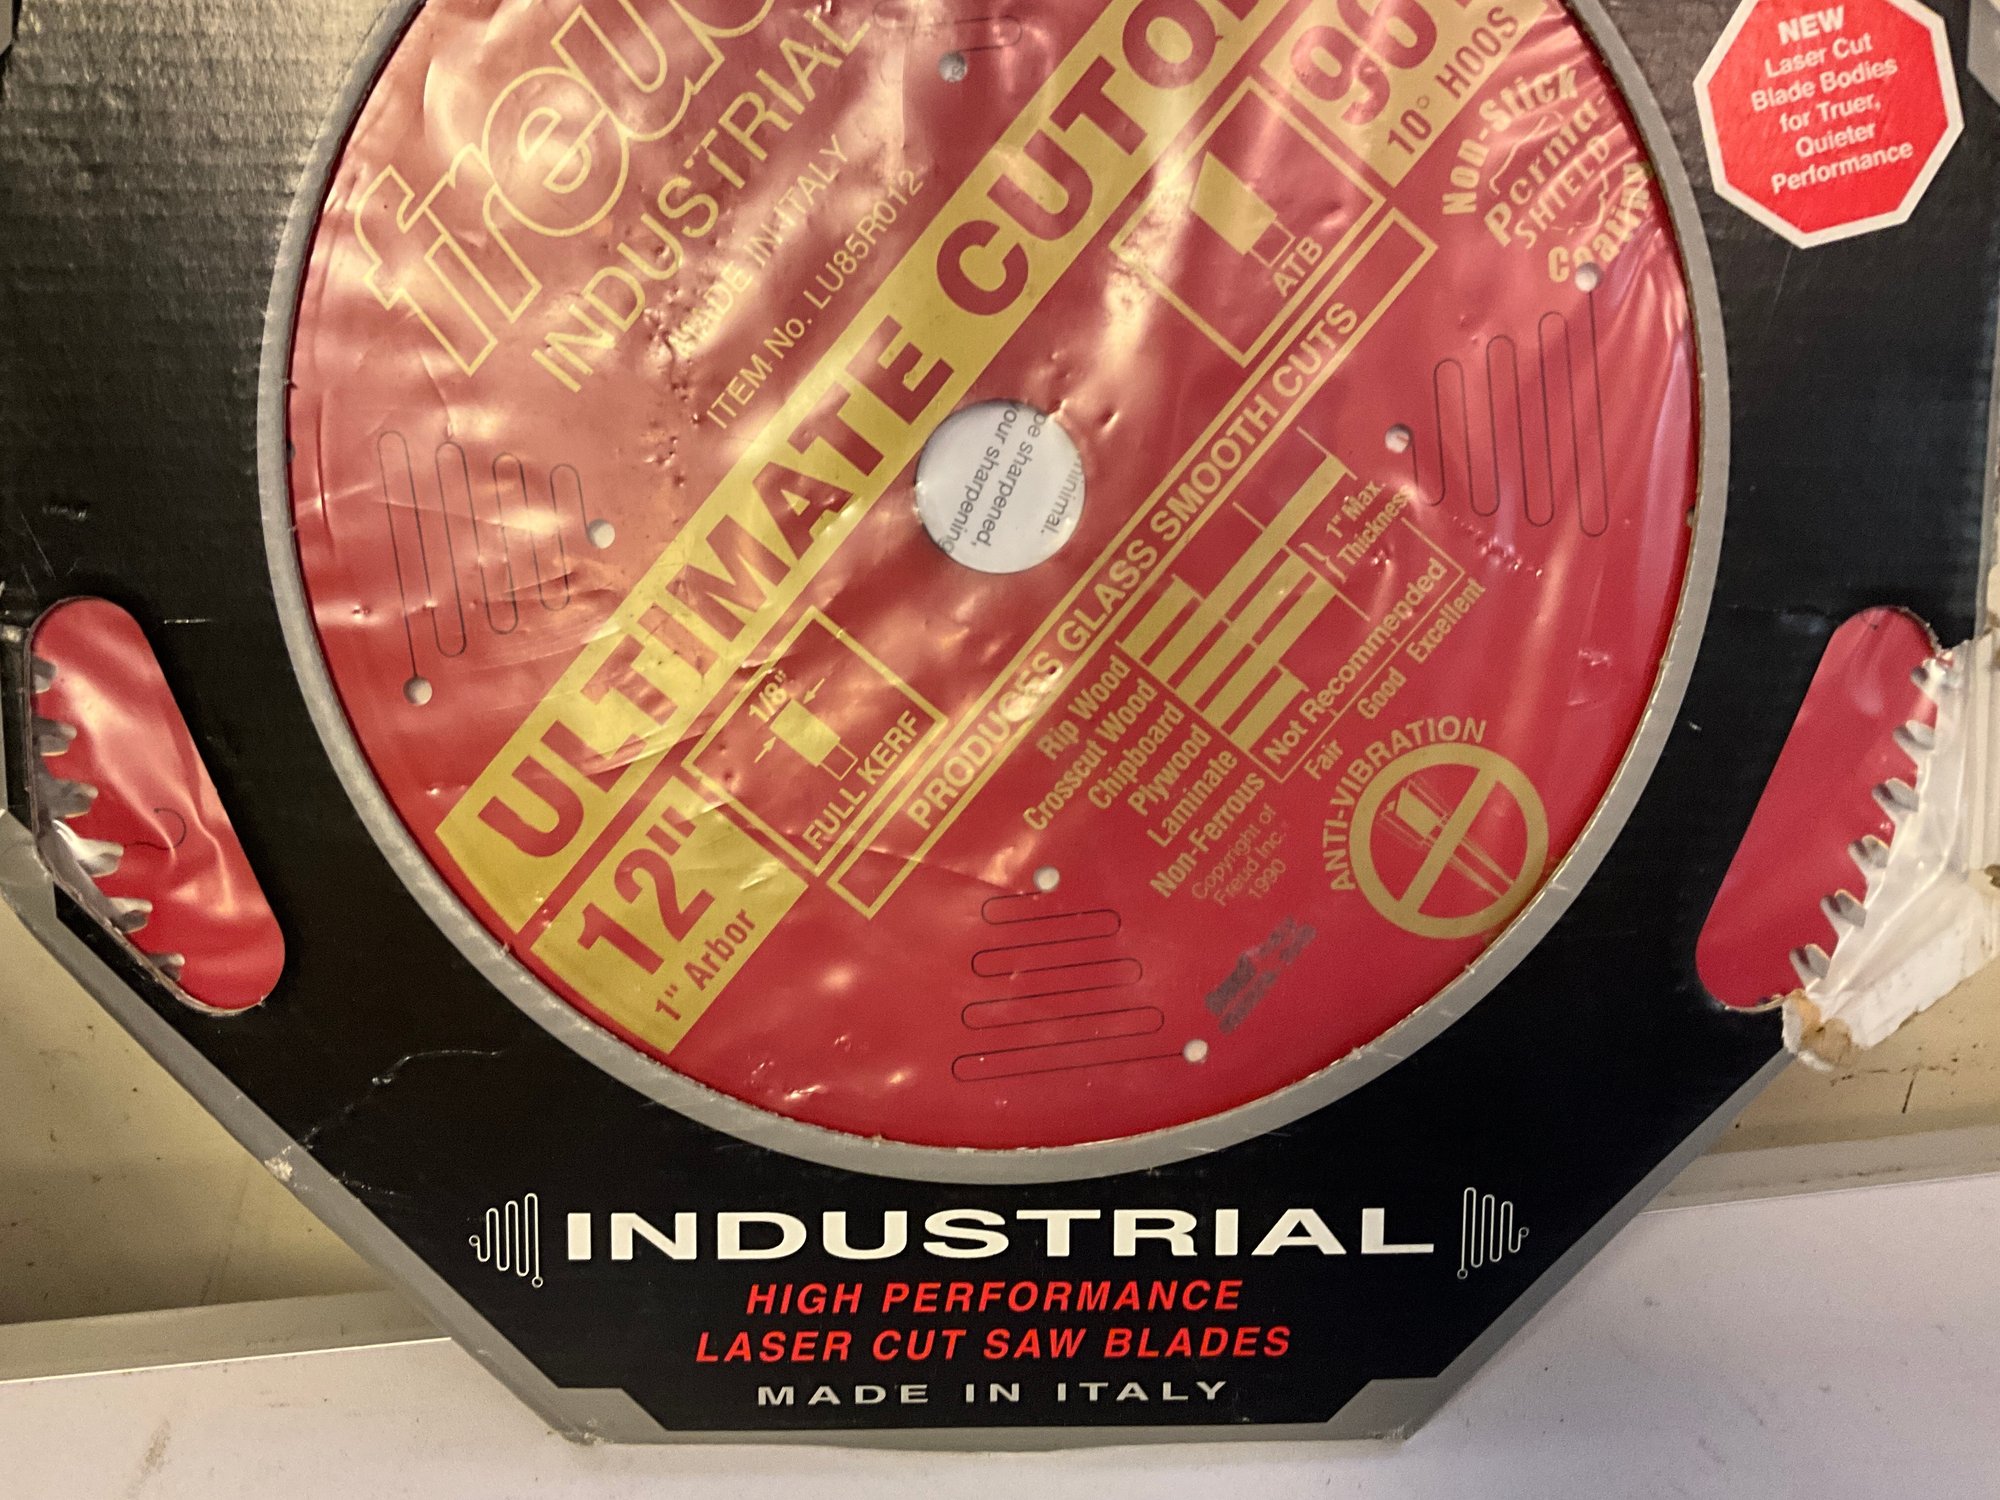 freud
INDUSTRIAL
MADE IN ITALY
ITEM No. LU85R012
ULTIMATE CUTO
12"
1" Arbor
1/8"
FULL KERF
ATB
96
10° HOOK
Non-Stick
Perma-
SHIELD
Coating
PRODUCES GLASS SMOOTH CUTS
Rip Wood
Crosscut Wood
Chipboard
Plywood
Laminate
Non-Ferrous
1" Max.
Thickness
Not Recommended
Fair
Good
Excellent
Copyright of
Freud Inc.
1990
ANTI-VIBRATION
minimal.
be sharpened,
our sharpening
NEW
Laser Cut
Blade Bodies
for Truer,
Quieter
Performance
INDUSTRIAL
HIGH PERFORMANCE
LASER CUT SAW BLADES
MADE IN ITALY